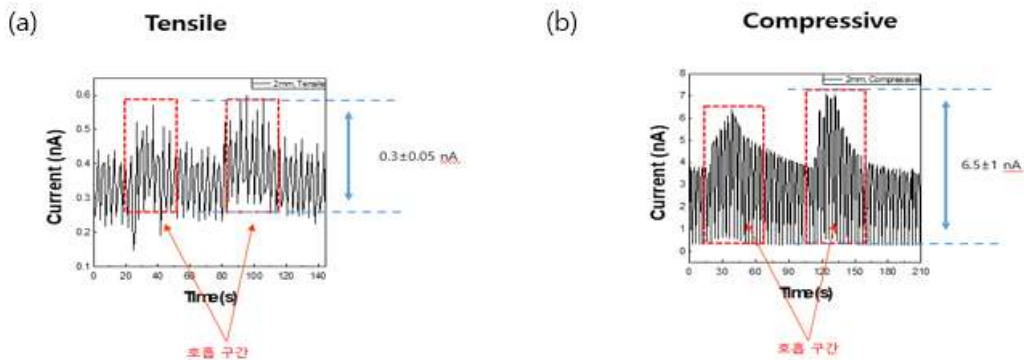 (a) Tensile
2mm, Tensile
0.6
0.5
0.4
0.3
0.2
0.1
Current (nA)
0 20 40 60 80 100 120 140
Time(s)
0.3±0.05 nA
호흡 구간
(b) Compressive
2mm, Compressive
8
7
6
5
4
3
2
1
0
Current (nA)
0 30 60 90 120 150 180 210
Time(s)
6.5±1 nA
호흡 구간